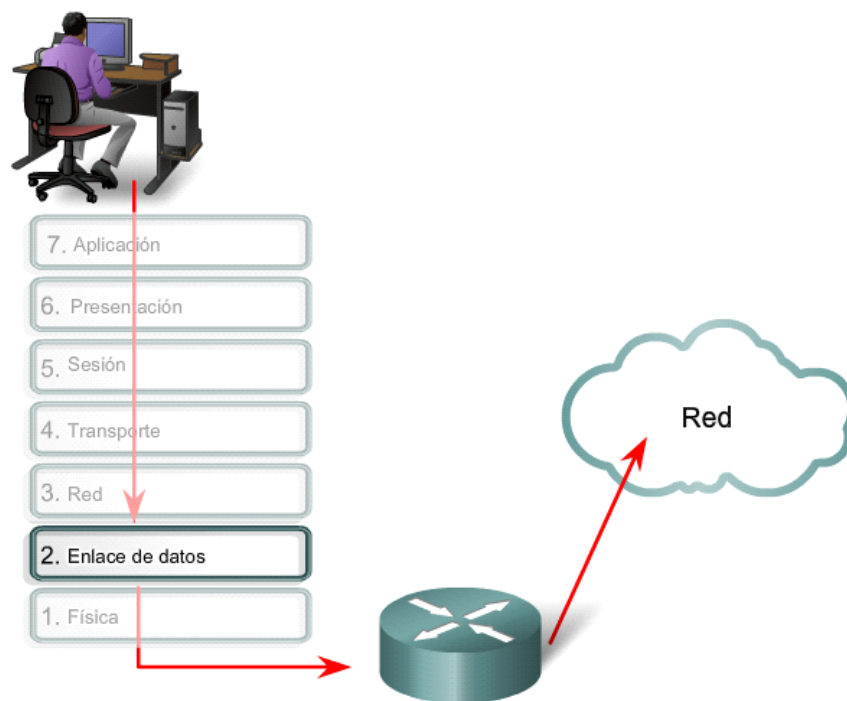 7. Aplicación
6. Presentación
5. Sesión
4. Transporte
3. Red
2. Enlace de datos
1. Física
Red